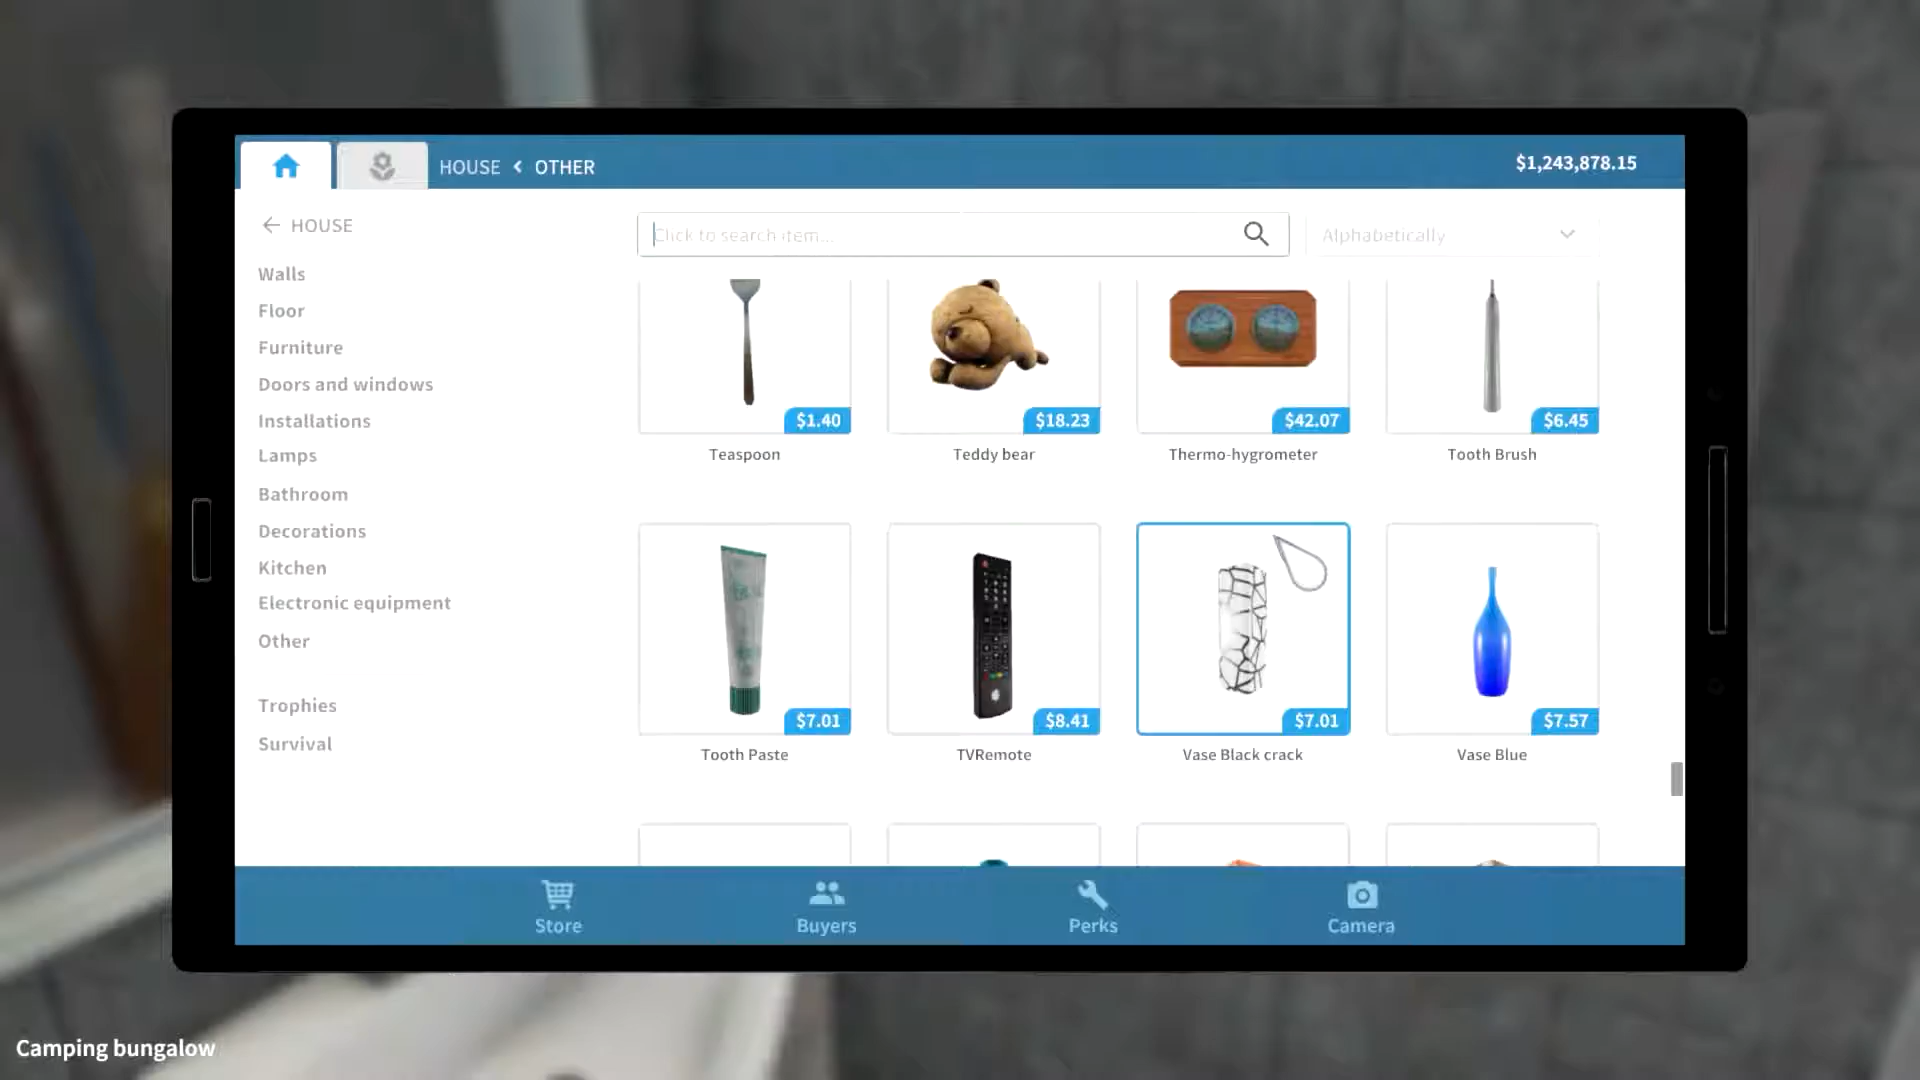 HOUSE < OTHER
$1,243,878.15
HOUSE
Click to search item...
Alphabetically
Walls
Floor
Furniture
Doors and windows
Installations
Lamps
Bathroom
Decorations
Kitchen
Electronic equipment
Other
Trophies
Survival
$1.40
$18.23
$42.07
$6.45
Teaspoon
Teddy bear
Thermo-hygrometer
Tooth Brush
$7.01
$8.41
$7.01
$7.57
Tooth Paste
TVRemote
Vase Black crack
Vase Blue
Store
Buyers
Perks
Camera
Camping bungalow